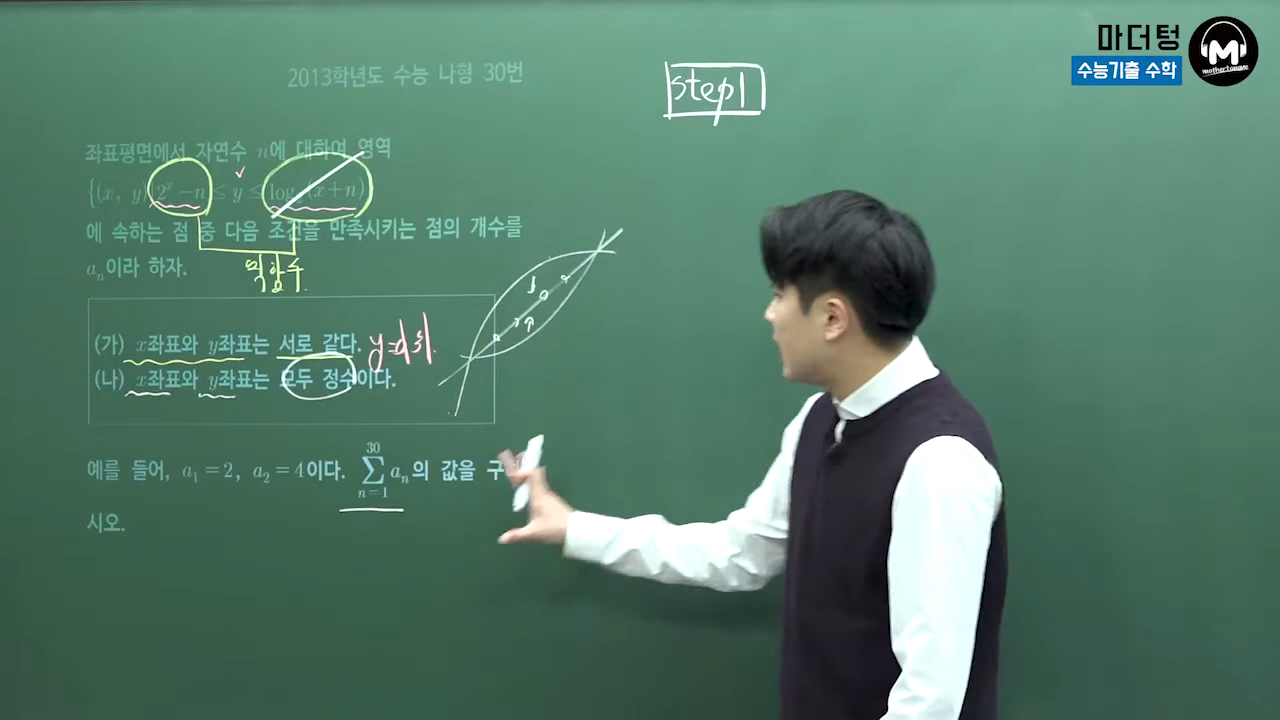 마더텅
수능기출 수학
M
mothertongue
2013학년도 수능 나형 30번
step1
좌표평면에서 자연수 n에 대하여 영역
{(x, y) 2^x − n ≤ y ≤ log (x+n)
에 속하는 점 중 다음 조건을 만족시키는 점의 개수를
a_n이라 하자.
역함수
(가) x좌표와 y좌표는 서로 같다.
(나) x좌표와 y좌표는 모두 정수이다.
예를 들어, a_1=2, a_2=4이다. \sum_{n=1}^{30} a_n의 값을 구
시오.